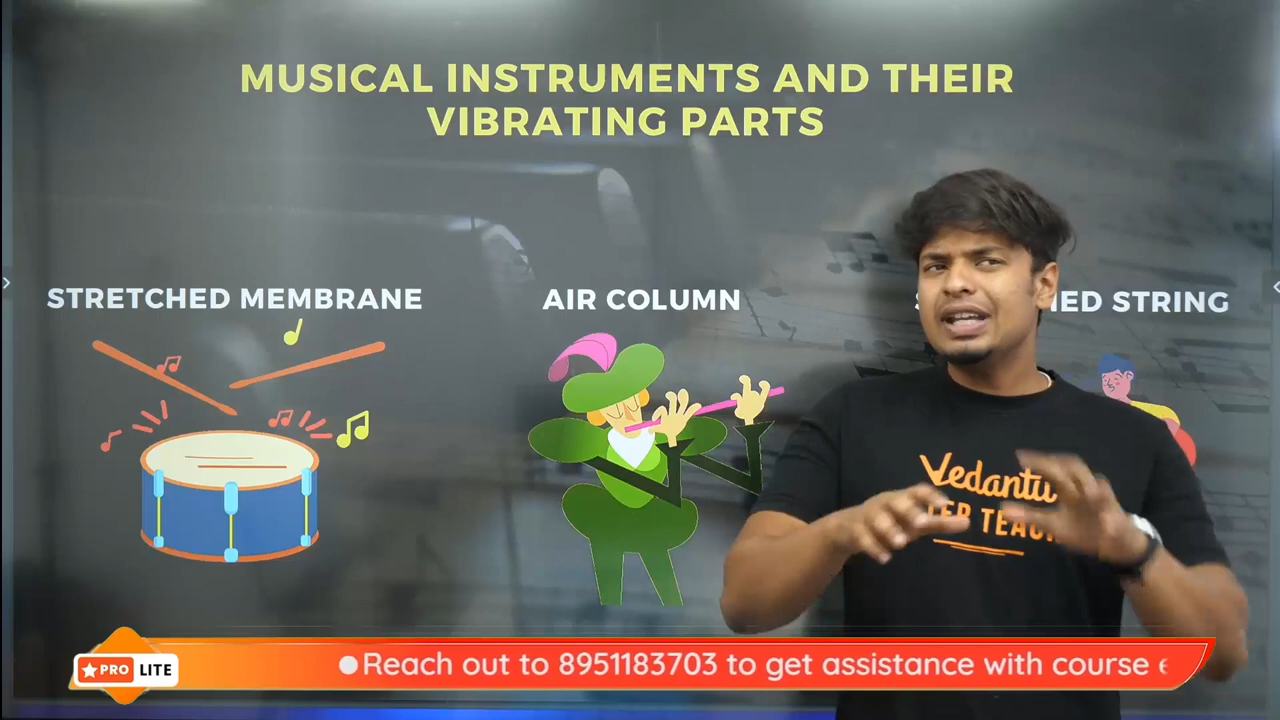 MUSICAL INSTRUMENTS AND THEIR
VIBRATING PARTS
STRETCHED MEMBRANE
AIR COLUMN
STRING
Vedantu
PRO LITE
Reach out to 8951183703 to get assistance with course